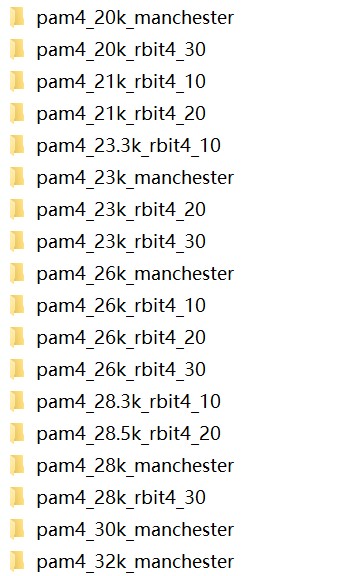 pam4_20k_manchester
pam4_20k_rbit4_30
pam4_21k_rbit4_10
pam4_21k_rbit4_20
pam4_23.3k_rbit4_10
pam4_23k_manchester
pam4_23k_rbit4_20
pam4_23k_rbit4_30
pam4_26k_manchester
pam4_26k_rbit4_10
pam4_26k_rbit4_20
pam4_26k_rbit4_30
pam4_28.3k_rbit4_10
pam4_28.5k_rbit4_20
pam4_28k_manchester
pam4_28k_rbit4_30
pam4_30k_manchester
pam4_32k_manchester